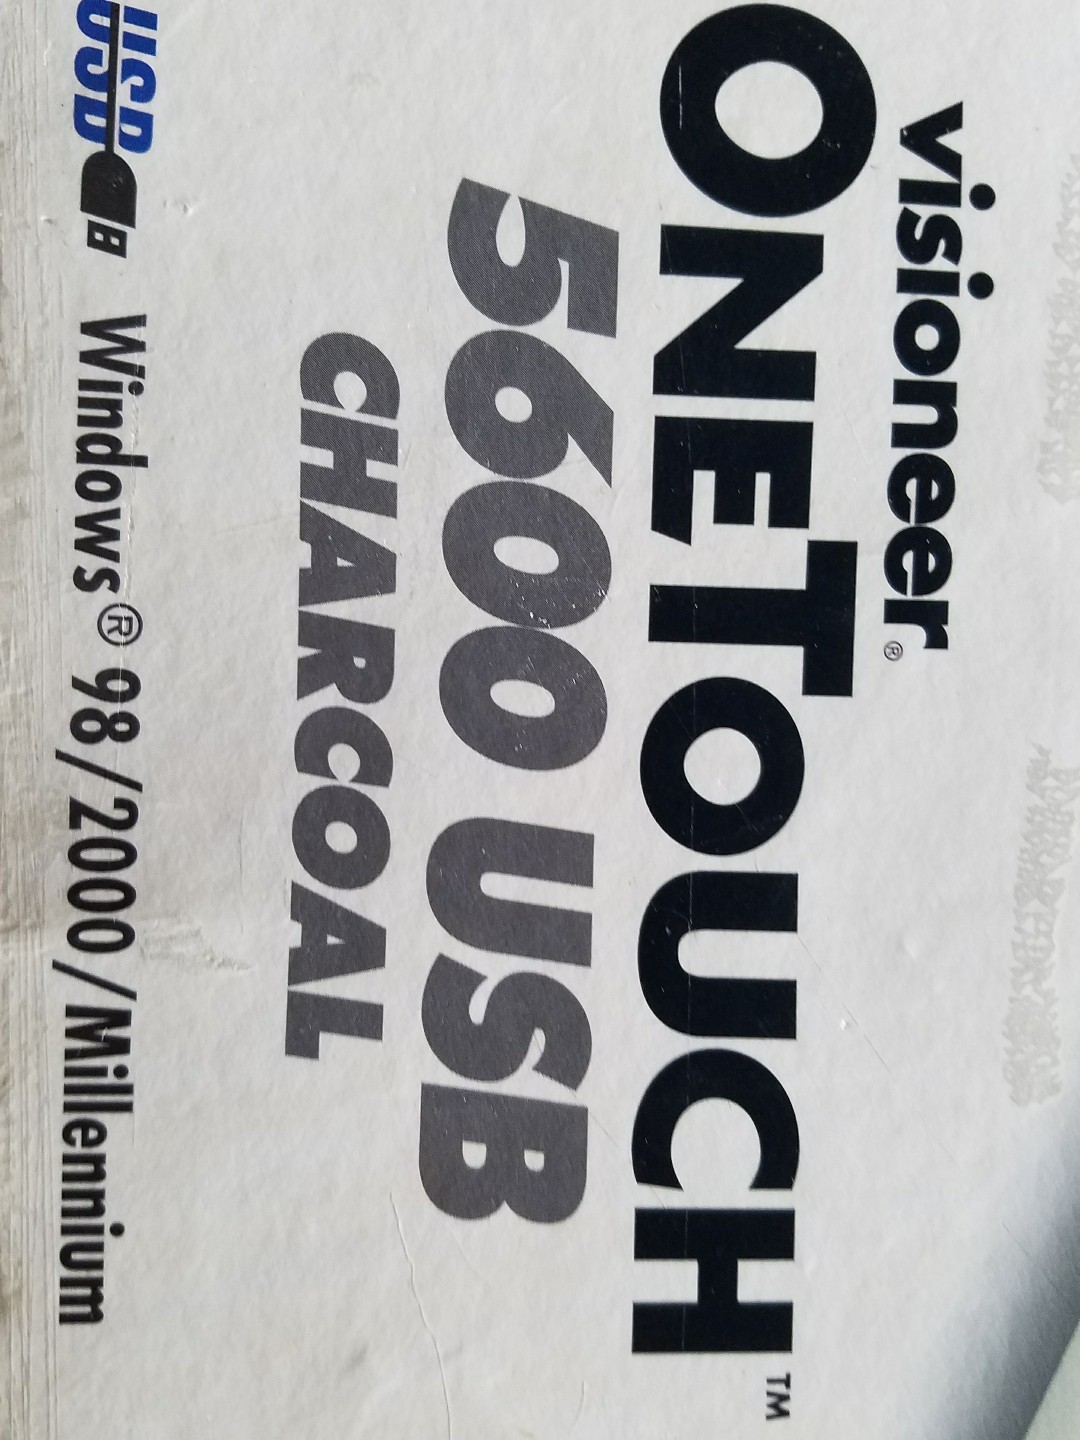 visioneer®
ONETOUCH™
5600 USB
CHARCOAL
USB Windows® 98/2000/Millennium